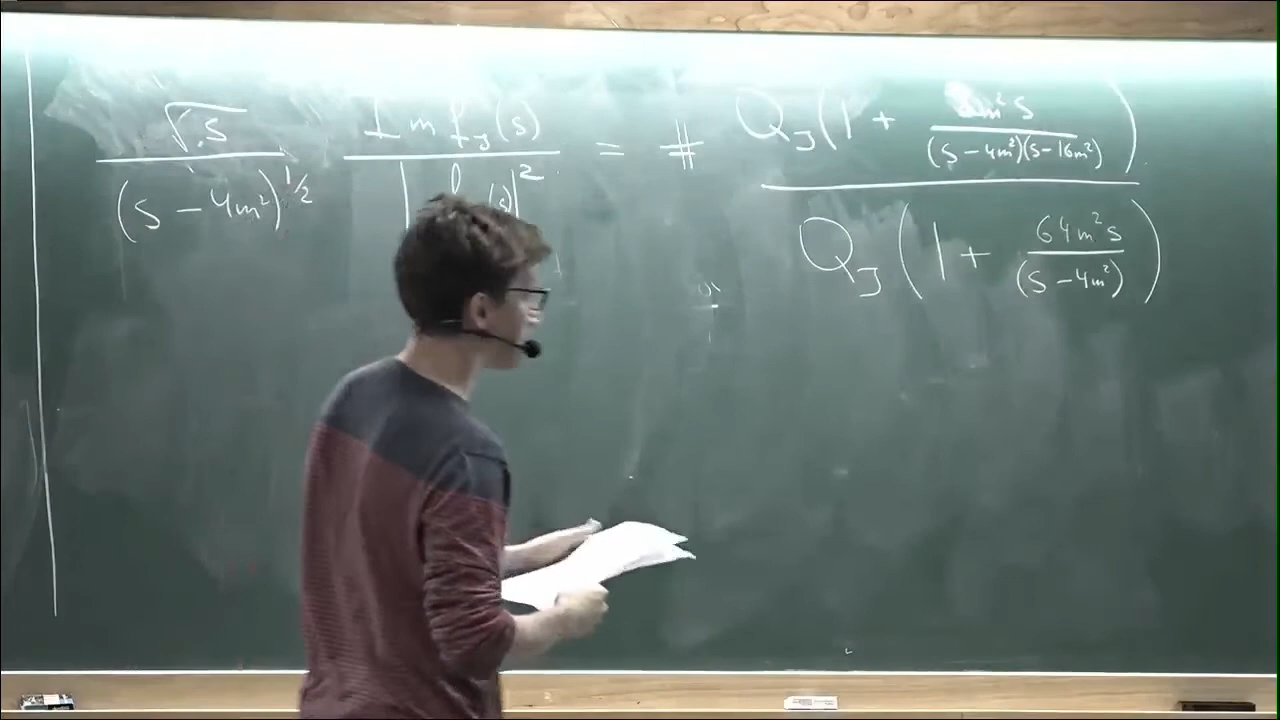 √s / (s − 4m²)^{1/2} Im f_J(s) / |f (s)|² = # Q_J(1 + m²s / (s − 4m²)(s − 16m²)) / Q_J(1 + 64m²s / (s − 4m²))